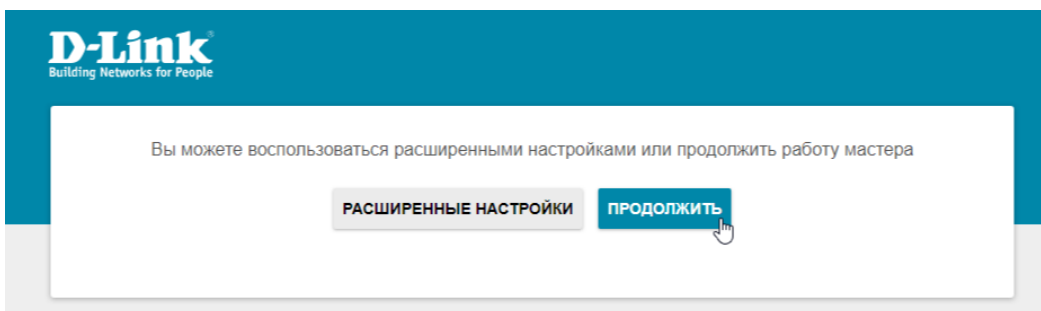 D-Link
Building Networks for People
Вы можете воспользоваться расширенными настройками или продолжить работу мастера
РАСШИРЕННЫЕ НАСТРОЙКИ ПРОДОЛЖИТЬ